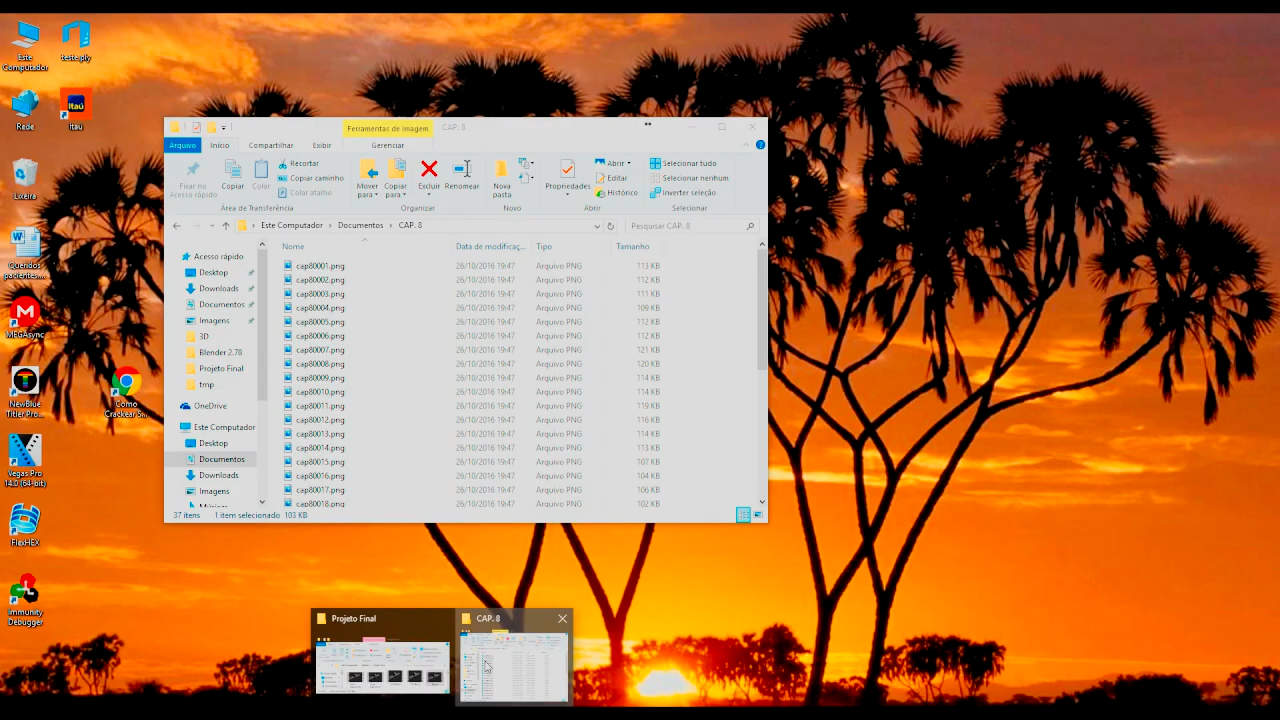 Este
Computador
teste.ply
Rede
Itaú
itau
Lixeira
W
Queridos
pacientes...
M
MEGAsync
T
NewBlue
Titler Pro...
Como
Crackear S...
Vegas Pro
14.0 (64-bit)
FlexHEX
Immunity
Debugger
Ferramentas de Imagem
CAP. 8
Arquivo
Início
Compartilhar
Exibir
Gerenciar
Fixar no
Acesso rápido
Copiar
Colar
Recortar
Copiar caminho
Colar atalho
Mover
para
Copiar
para
Excluir
Renomear
Nova
pasta
Propriedades
Abrir
Editar
Histórico
Selecionar tudo
Selecionar nenhum
Inverter seleção
Área de Transferência
Organizar
Novo
Abrir
Selecionar
Este Computador > Documentos > CAP. 8
Pesquisar CAP. 8
Acesso rápido
Desktop
Downloads
Documentos
Imagens
3D
Blender 2.78
Projeto Final
tmp
OneDrive
Este Computador
Desktop
Documentos
Downloads
Imagens
Nome Data de modificaç... Tipo Tamanho
cap80001.png 26/10/2016 19:47 Arquivo PNG 113 KB
cap80002.png 26/10/2016 19:47 Arquivo PNG 112 KB
cap80003.png 26/10/2016 19:47 Arquivo PNG 111 KB
cap80004.png 26/10/2016 19:47 Arquivo PNG 109 KB
cap80005.png 26/10/2016 19:47 Arquivo PNG 112 KB
cap80006.png 26/10/2016 19:47 Arquivo PNG 112 KB
cap80007.png 26/10/2016 19:47 Arquivo PNG 121 KB
cap80008.png 26/10/2016 19:47 Arquivo PNG 120 KB
cap80009.png 26/10/2016 19:47 Arquivo PNG 114 KB
cap80010.png 26/10/2016 19:47 Arquivo PNG 114 KB
cap80011.png 26/10/2016 19:47 Arquivo PNG 119 KB
cap80012.png 26/10/2016 19:47 Arquivo PNG 116 KB
cap80013.png 26/10/2016 19:47 Arquivo PNG 114 KB
cap80014.png 26/10/2016 19:47 Arquivo PNG 113 KB
cap80015.png 26/10/2016 19:47 Arquivo PNG 107 KB
cap80016.png 26/10/2016 19:47 Arquivo PNG 104 KB
cap80017.png 26/10/2016 19:47 Arquivo PNG 106 KB
cap80018.png 26/10/2016 19:47 Arquivo PNG 102 KB
37 itens 1 item selecionado 103 KB
Projeto Final
CAP. 8